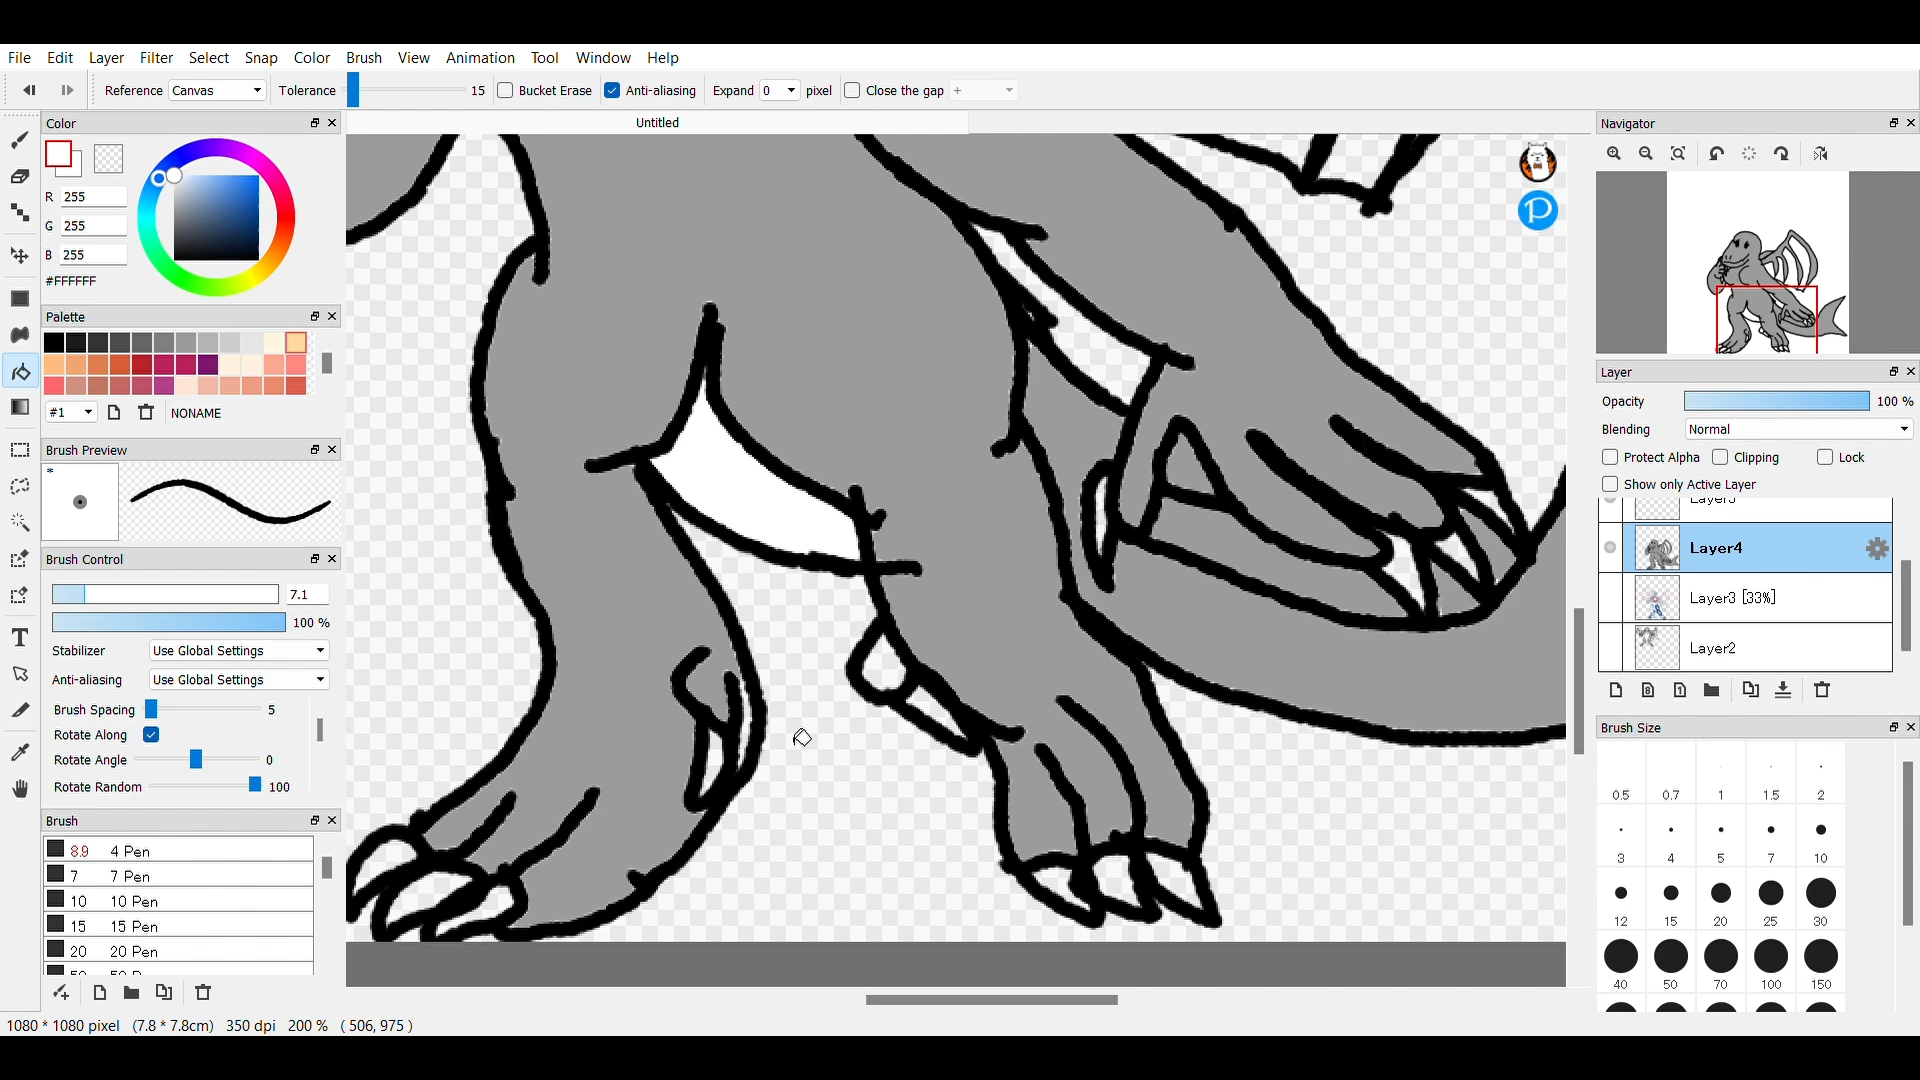 File Edit Layer Filter Select Snap Color Brush View Animation Tool Window Help
Reference Canvas Tolerance 15 Bucket Erase Anti-aliasing Expand 0 pixel Close the gap +
Color
Untitled
Navigator
R 255
G 255
B 255
#FFFFFF
Palette
#1 NONAME
Brush Preview
*
Brush Control
7.1
100 %
Stabilizer Use Global Settings
Anti-aliasing Use Global Settings
Brush Spacing 5
Rotate Along
Rotate Angle 0
Rotate Random 100
Brush
8.9 4 Pen
7 7 Pen
10 10 Pen
15 15 Pen
20 20 Pen
Layer
Opacity 100 %
Blending Normal
Protect Alpha Clipping Lock
Show only Active Layer
Layer4
Layer3 [33%]
Layer2
Brush Size
0.5 0.7 1 1.5 2
3 4 5 7 10
12 15 20 25 30
40 50 70 100 150
1080 * 1080 pixel (7.8 * 7.8cm) 350 dpi 200 % ( 506, 975 )